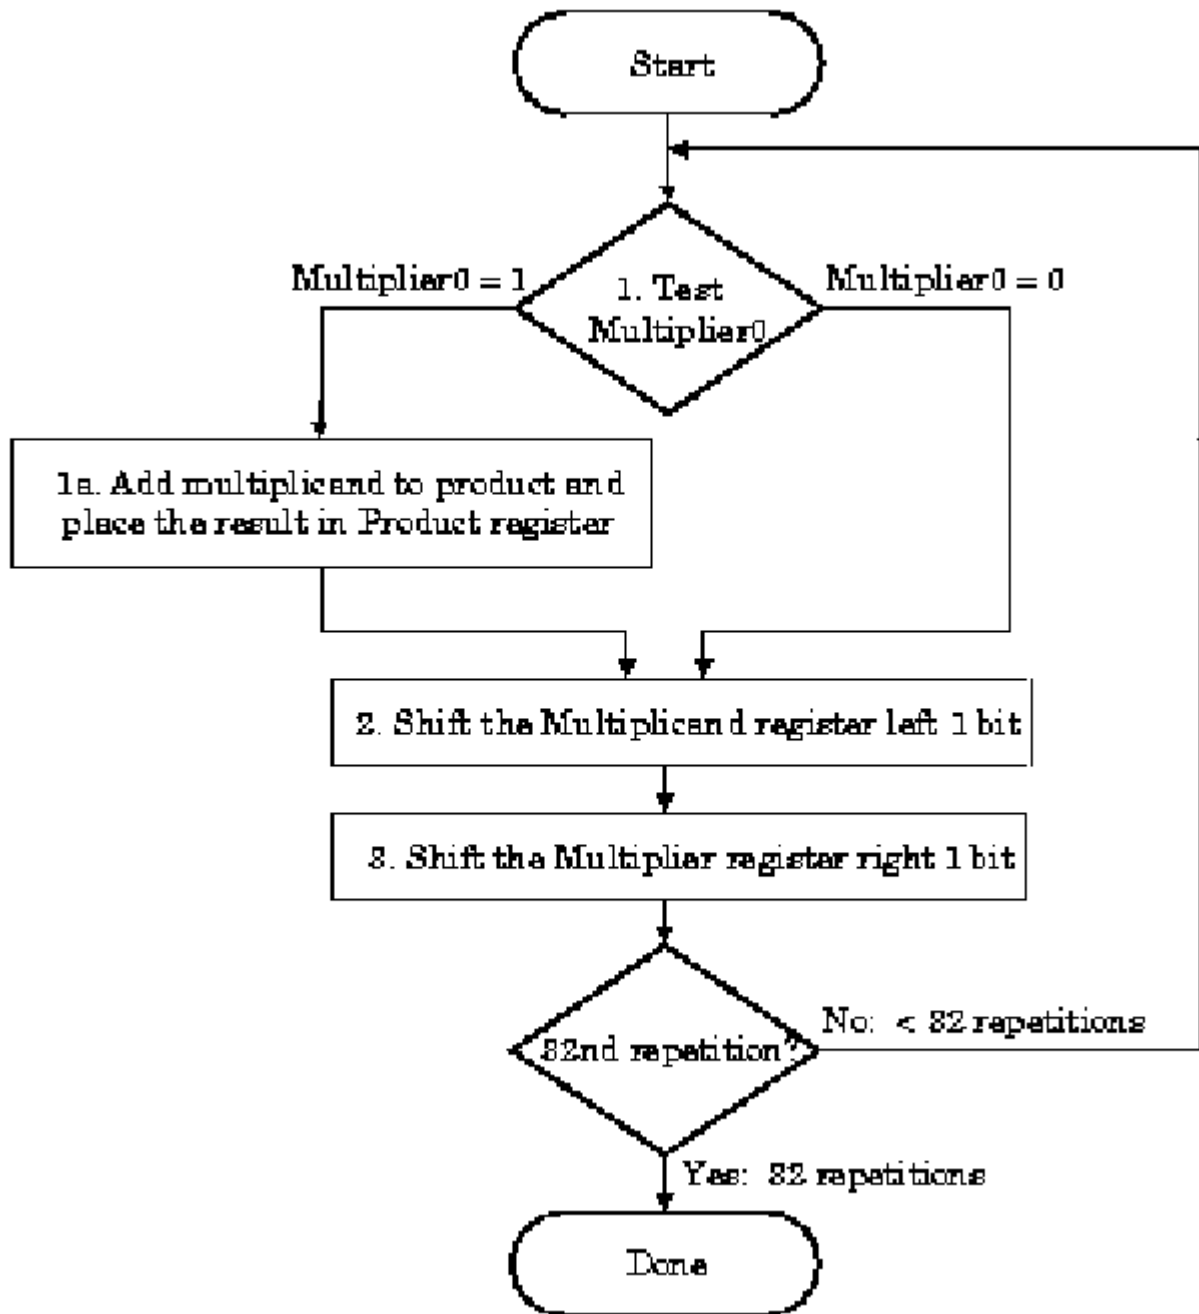 Start
Multiplier0 = 1
1. Test
Multiplier0
Multiplier0 = 0
1a. Add multiplicand to product and
place the result in Product register
2. Shift the Multiplicand register left 1 bit
3. Shift the Multiplier register right 1 bit
32nd repetition?
No: < 32 repetitions
Yes: 32 repetitions
Done